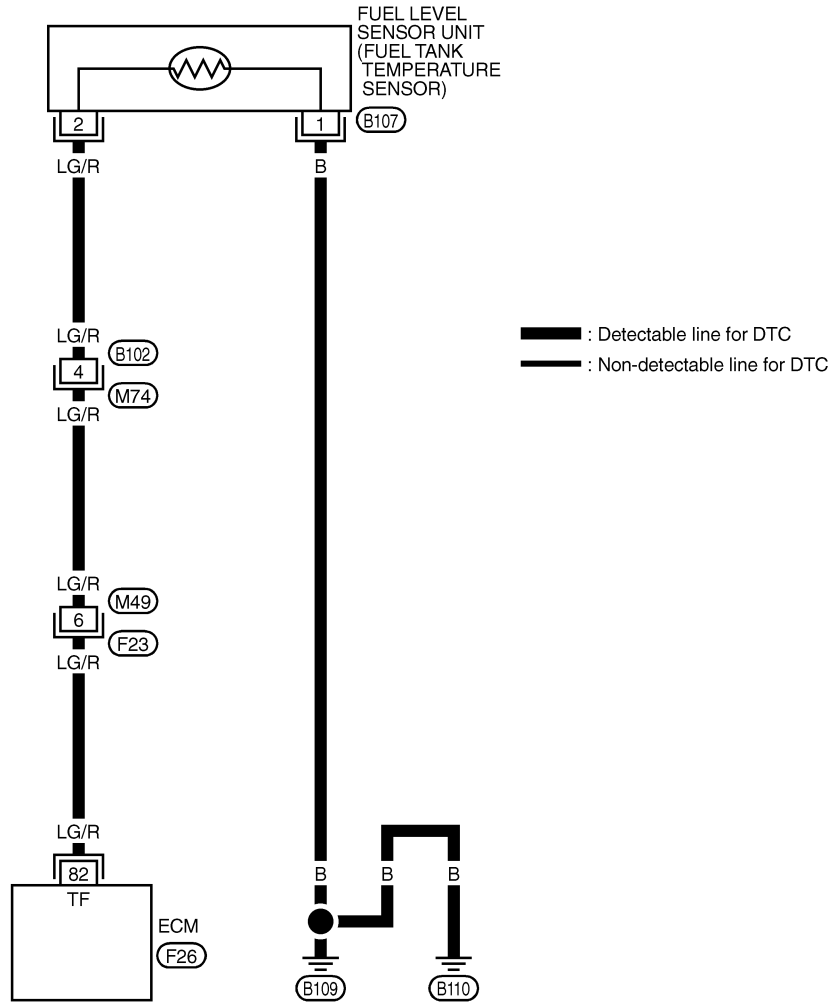 FUEL LEVEL
SENSOR UNIT
(FUEL TANK
TEMPERATURE
SENSOR)
2
1
B107
LG/R
B
LG/R
B102
4
M74
LG/R
: Detectable line for DTC
: Non-detectable line for DTC
LG/R
M49
6
F23
LG/R
LG/R
82
TF
ECM
F26
B
B
B
B109
B110